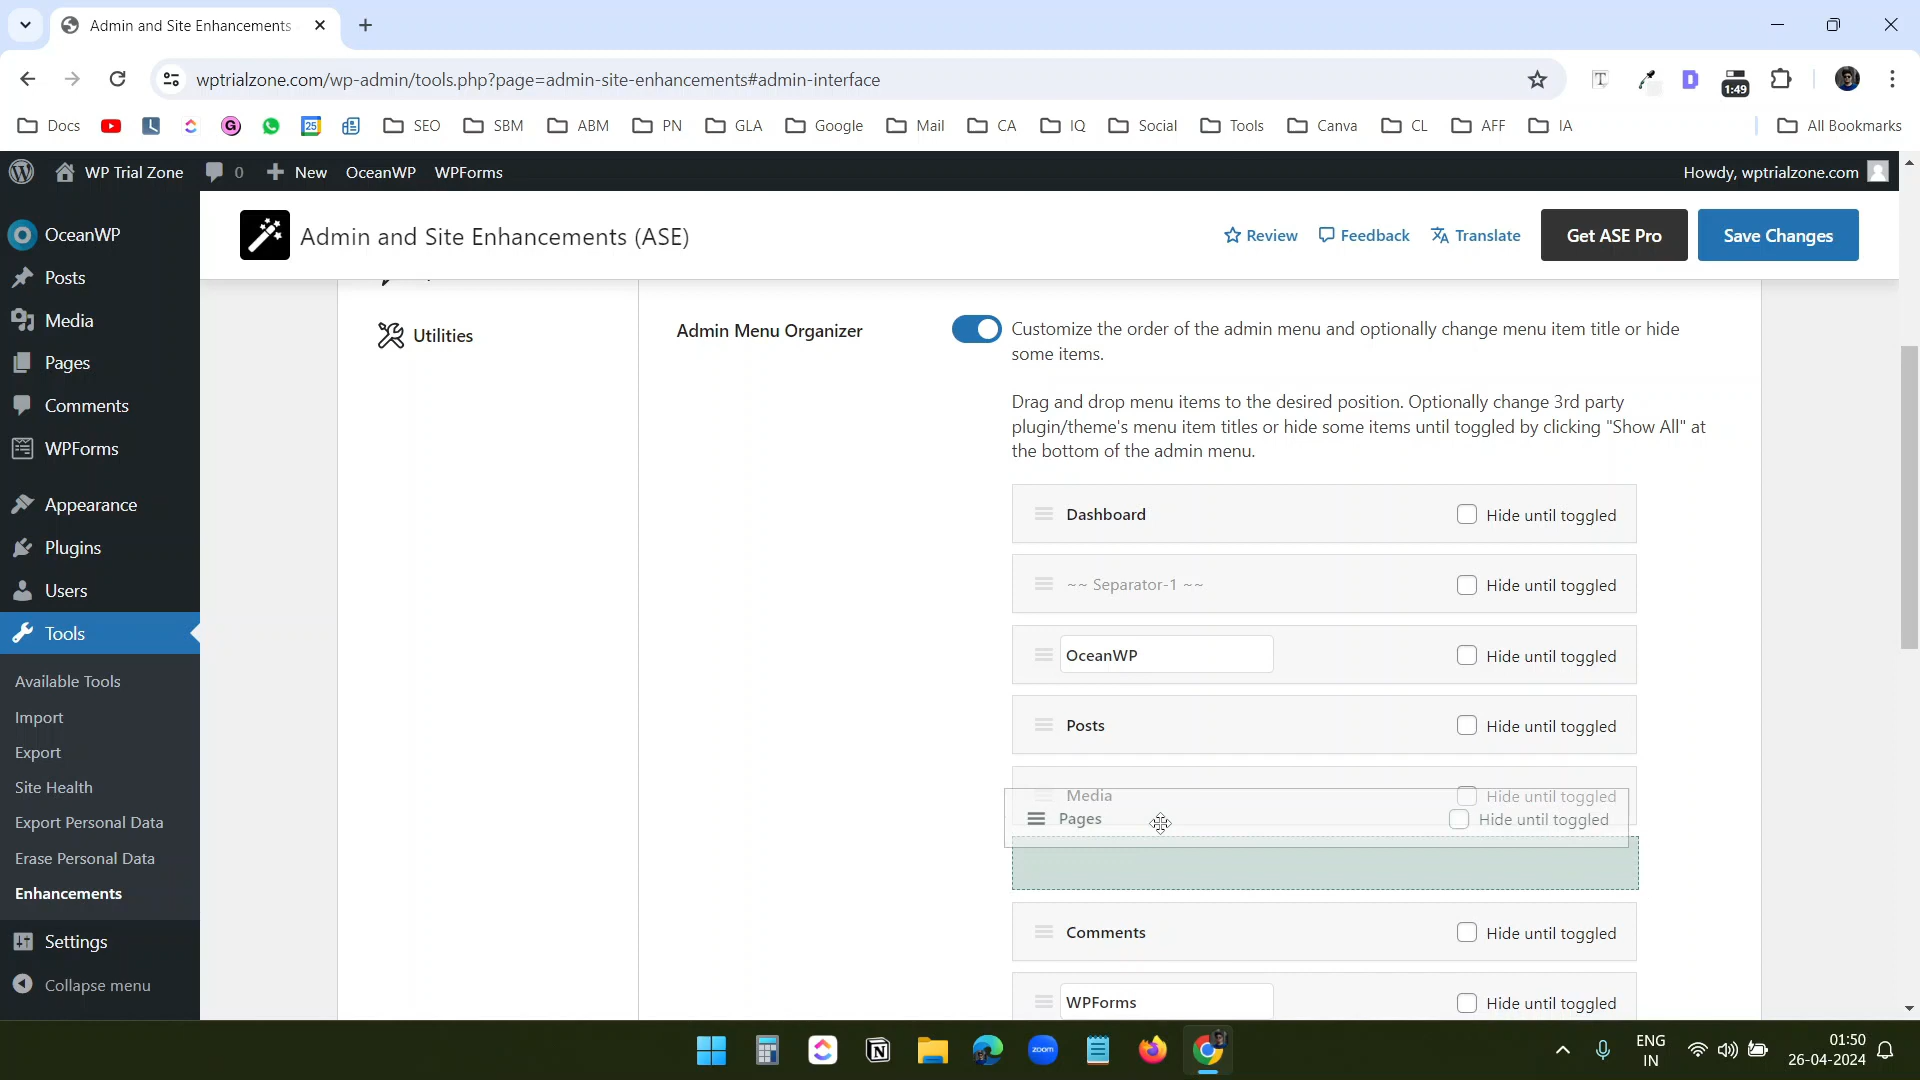 Admin and Site Enhancements
wptrialzone.com/wp-admin/tools.php?page=admin-site-enhancements#admin-interface
1:49
Docs
25
SEO
SBM
ABM
PN
GLA
Google
Mail
CA
IQ
Social
Tools
Canva
CL
AFF
IA
All Bookmarks
WP Trial Zone
0
New
OceanWP
WPForms
Howdy, wptrialzone.com
OceanWP
Posts
Media
Pages
Comments
WPForms
Appearance
Plugins
Users
Tools
Available Tools
Import
Export
Site Health
Export Personal Data
Erase Personal Data
Enhancements
Settings
Collapse menu
Admin and Site Enhancements (ASE)
Review
Feedback
Translate
Get ASE Pro
Save Changes
Utilities
Admin Menu Organizer
Customize the order of the admin menu and optionally change menu item title or hide
some items.
Drag and drop menu items to the desired position. Optionally change 3rd party
plugin/theme's menu item titles or hide some items until toggled by clicking "Show All" at
the bottom of the admin menu.
Dashboard
Hide until toggled
~~ Separator-1 ~~
Hide until toggled
OceanWP
Hide until toggled
Posts
Hide until toggled
Media
Hide until toggled
Pages
Hide until toggled
Comments
Hide until toggled
WPForms
Hide until toggled
zoom
ENG
IN
01:50
26-04-2024